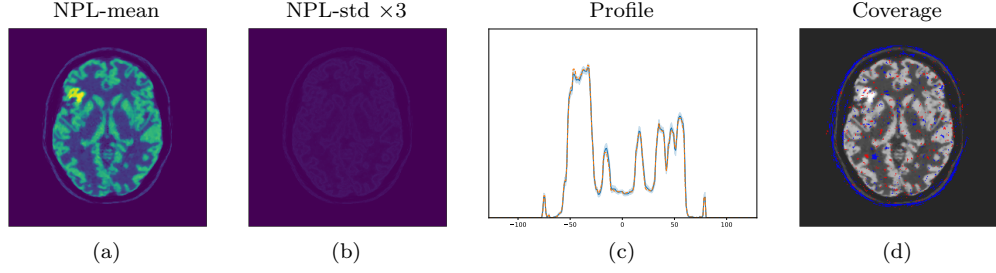 NPL-mean NPL-std ×3 Profile Coverage
−100 −50 0 50 100
(a) (b) (c) (d)